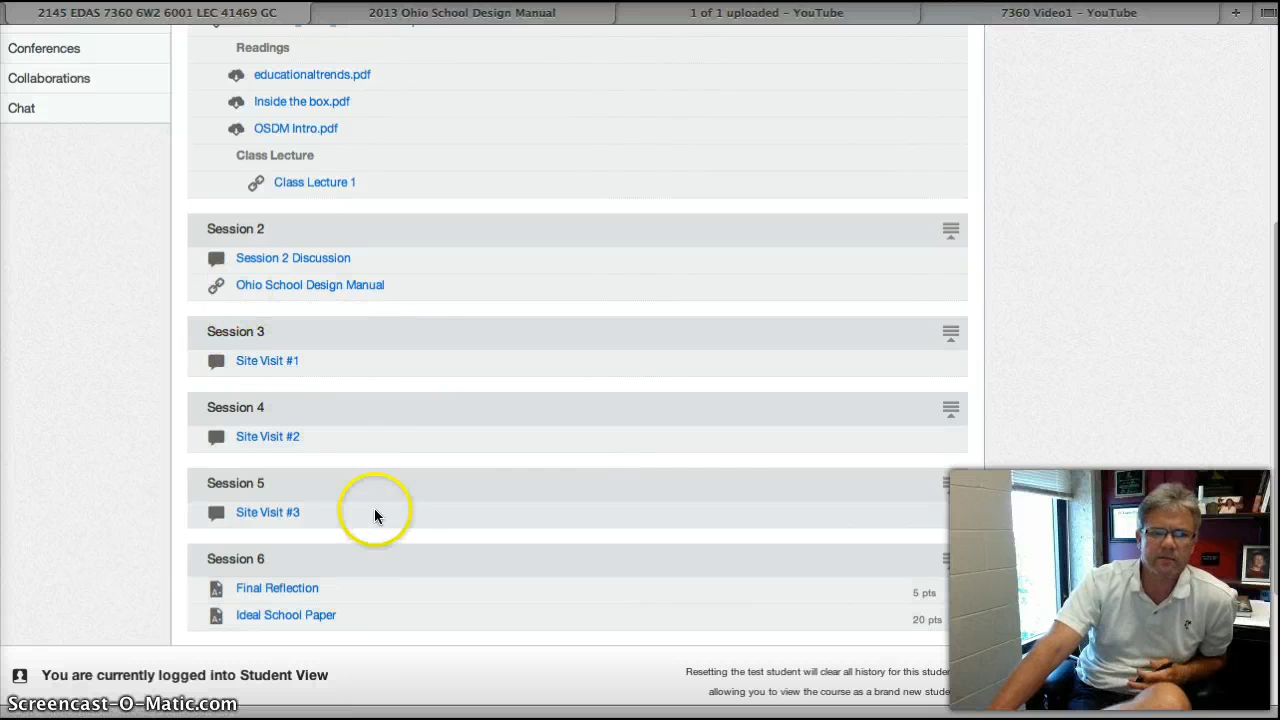 2145 EDAS 7360 6W2 6001 LEC 41469 GC
2013 Ohio School Design Manual
1 of 1 uploaded – YouTube
7360 Video1 – YouTube
+
Conferences
Collaborations
Chat
Readings
educationaltrends.pdf
Inside the box.pdf
OSDM Intro.pdf
Class Lecture
Class Lecture 1
Session 2
Session 2 Discussion
Ohio School Design Manual
Session 3
Site Visit #1
Session 4
Site Visit #2
Session 5
Site Visit #3
Session 6
Final Reflection
5 pts
Ideal School Paper
20 pts
You are currently logged into Student View
Resetting the test student will clear all history for this stude
allowing you to view the course as a brand new stude
Screencast-O-Matic.com